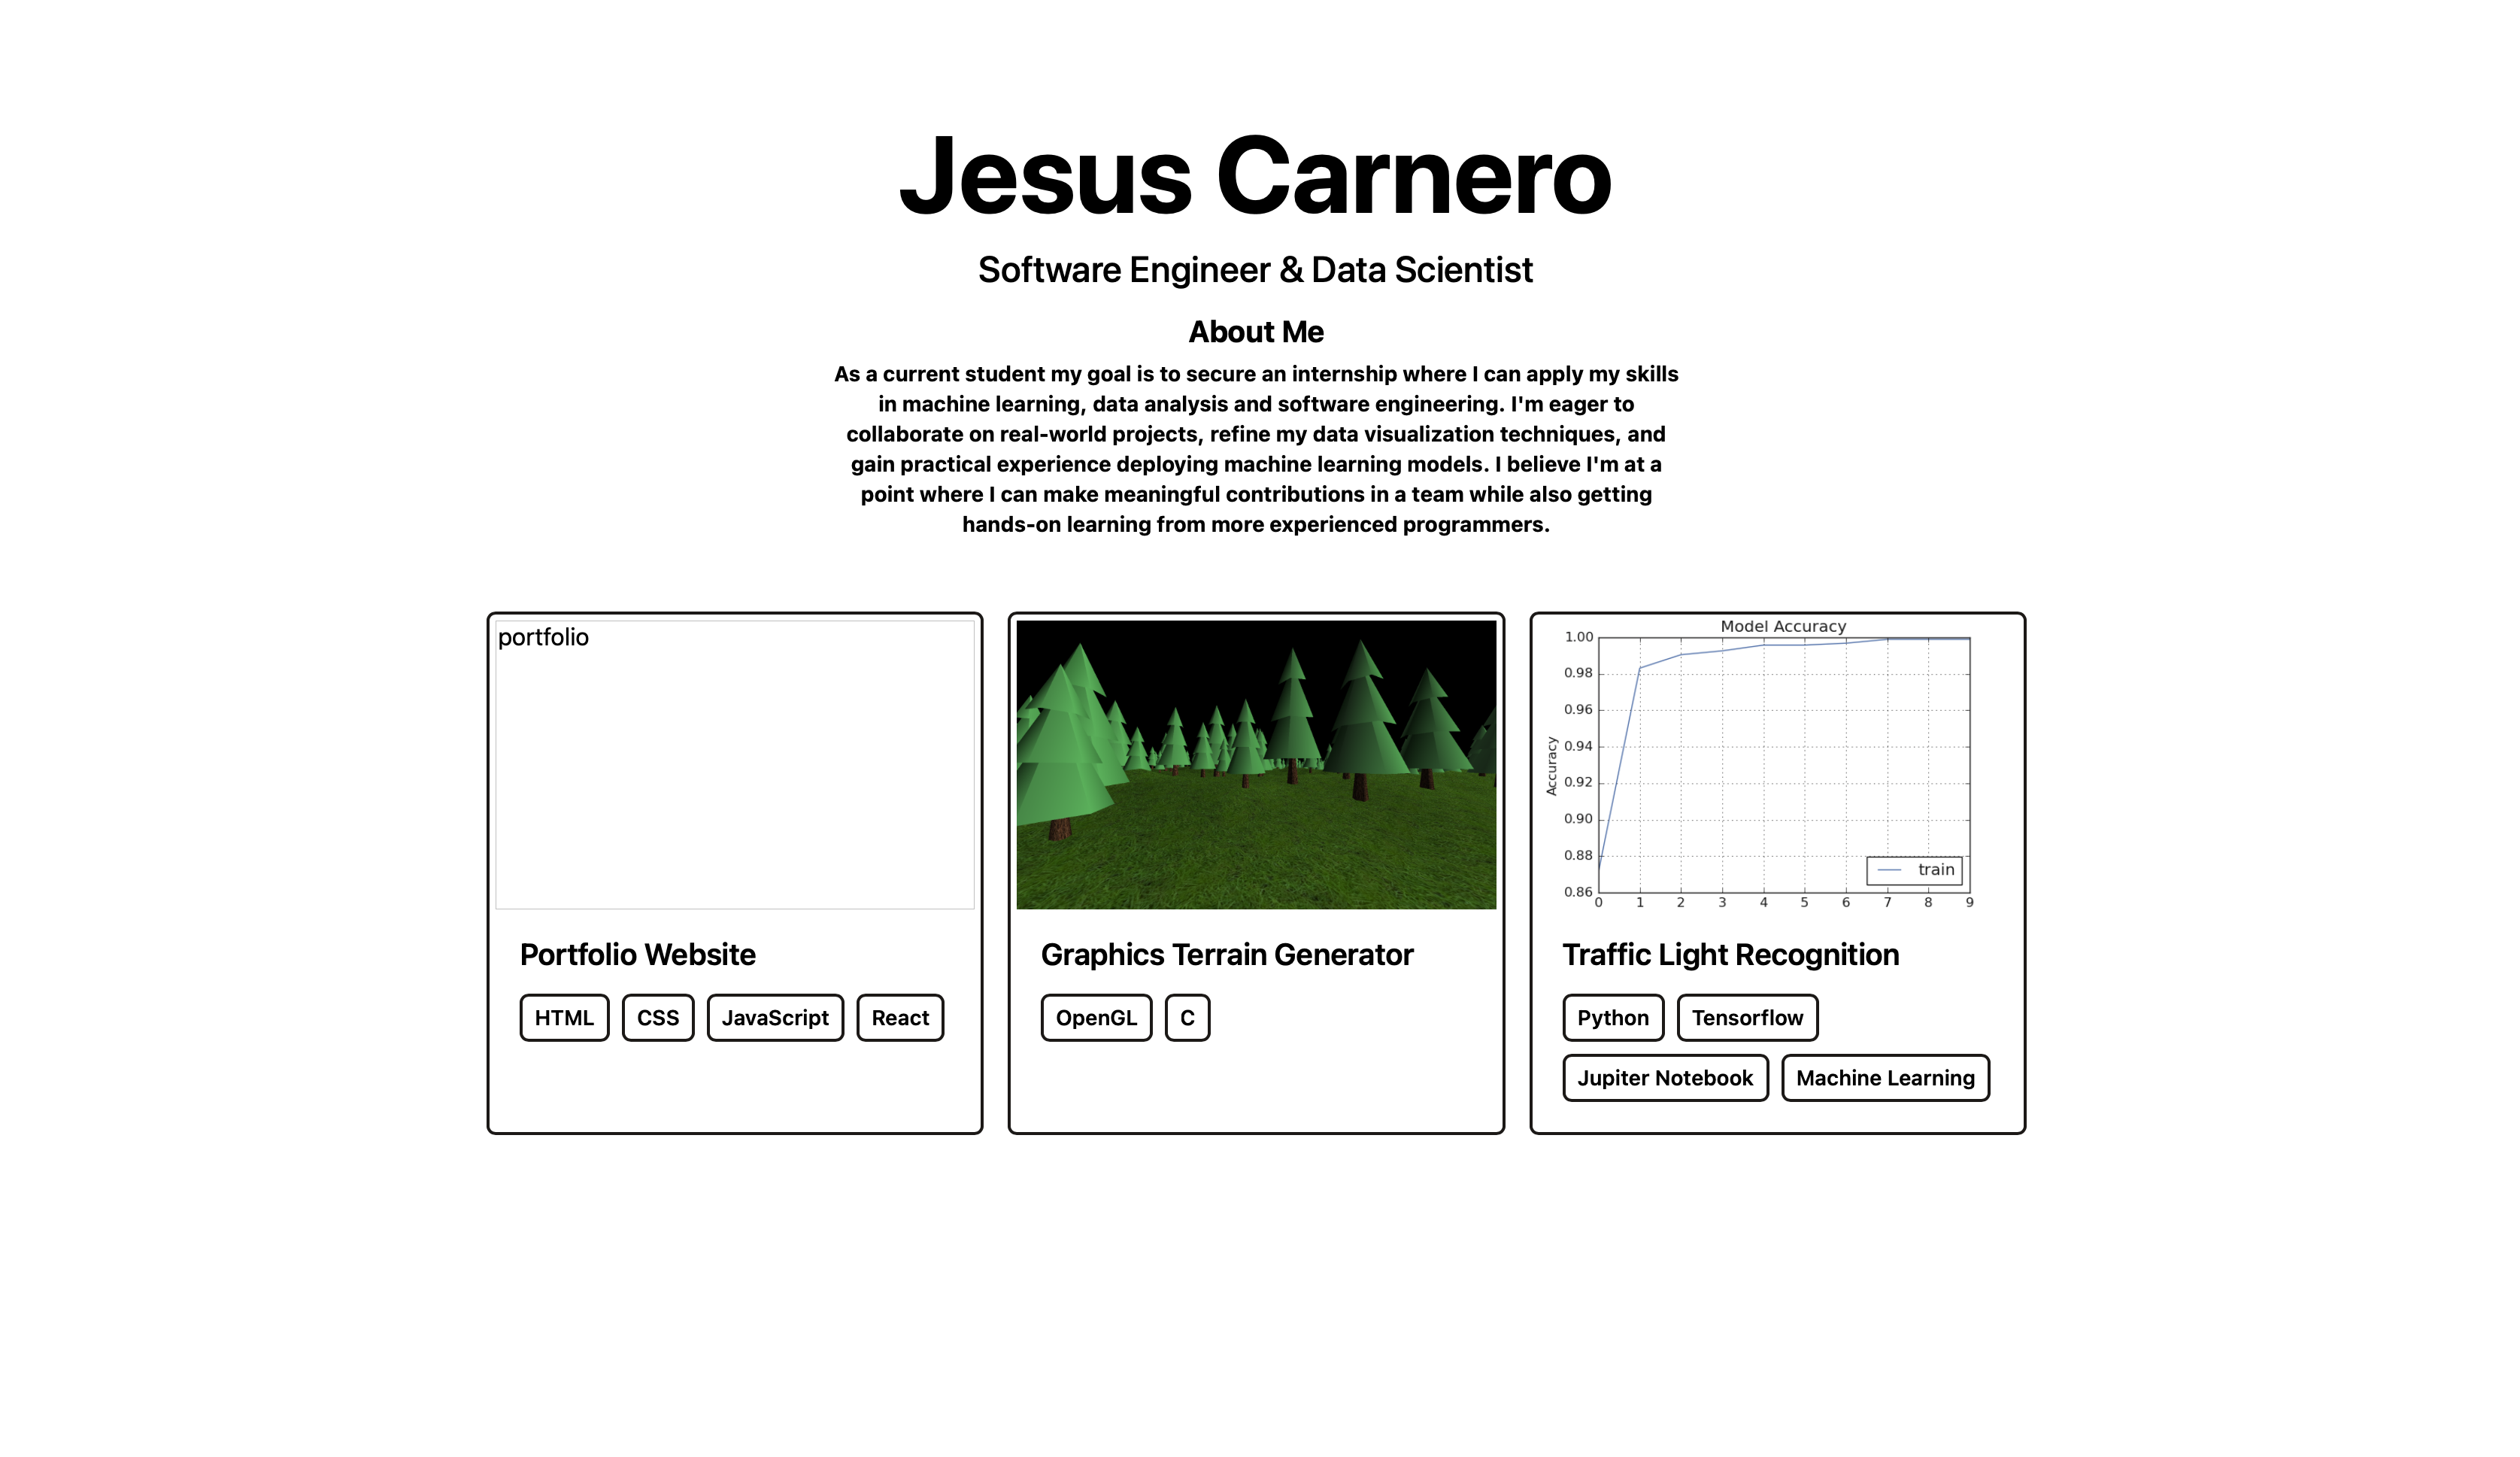 Jesus Carnero
Software Engineer & Data Scientist
About Me
As a current student my goal is to secure an internship where I can apply my skills
in machine learning, data analysis and software engineering. I'm eager to
collaborate on real-world projects, refine my data visualization techniques, and
gain practical experience deploying machine learning models. I believe I'm at a
point where I can make meaningful contributions in a team while also getting
hands-on learning from more experienced programmers.
portfolio
Portfolio Website
HTML CSS JavaScript React
Graphics Terrain Generator
OpenGL C
Model Accuracy
1.00
0.98
0.96
0.94
0.92
0.90
0.88
0.86
Accuracy
train
0 1 2 3 4 5 6 7 8 9
Traffic Light Recognition
Python Tensorflow
Jupiter Notebook Machine Learning